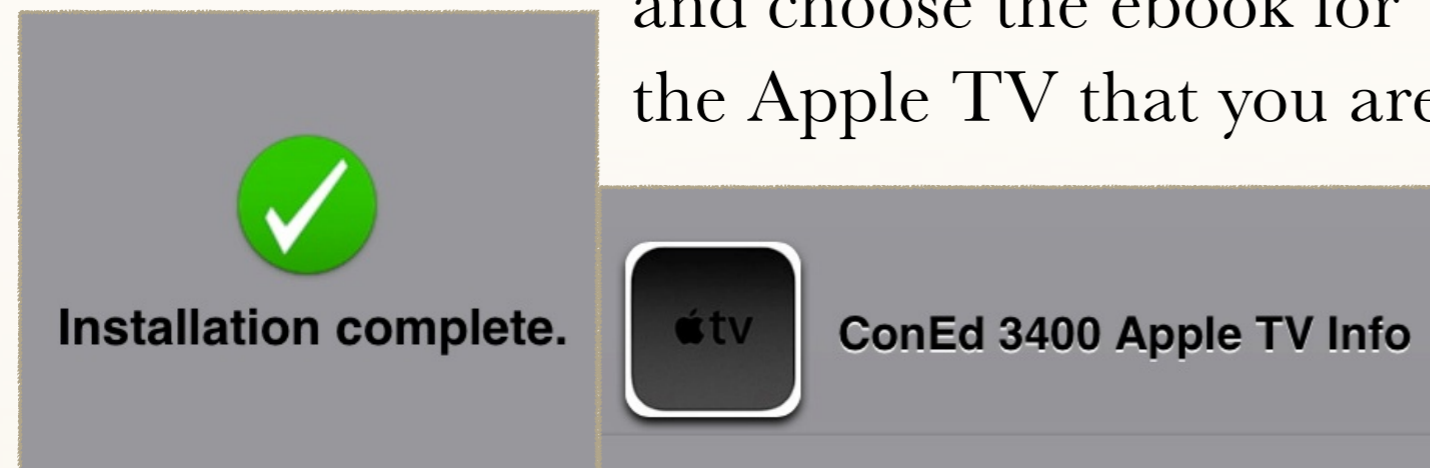 and choose the ebook for
the Apple TV that you are
Installation complete.
tv
ConEd 3400 Apple TV Info